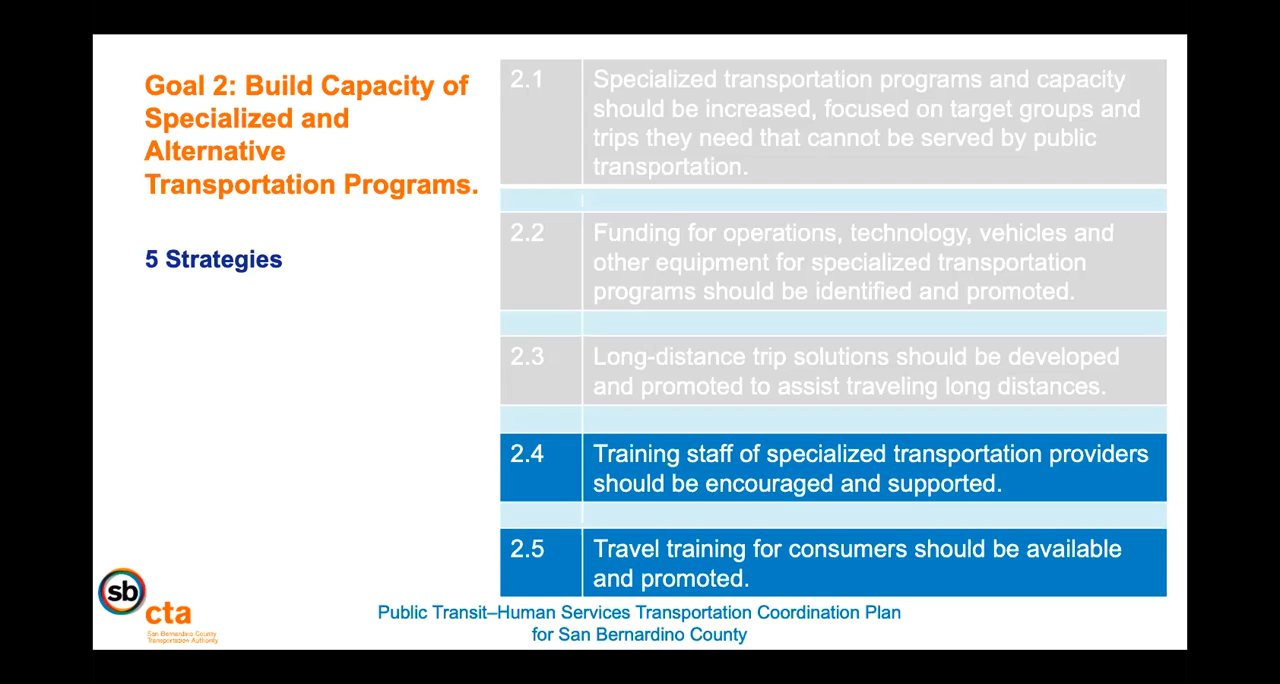 Goal 2: Build Capacity of
Specialized and
Alternative
Transportation Programs.
5 Strategies
2.1 Specialized transportation programs and capacity
should be increased, focused on target groups and
trips they need that cannot be served by public
transportation.
2.2 Funding for operations, technology, vehicles and
other equipment for specialized transportation
programs should be identified and promoted.
2.3 Long-distance trip solutions should be developed
and promoted to assist traveling long distances.
2.4 Training staff of specialized transportation providers
should be encouraged and supported.
2.5 Travel training for consumers should be available
and promoted.
sb
cta
San Bernardino County
Transportation Authority
Public Transit–Human Services Transportation Coordination Plan
for San Bernardino County